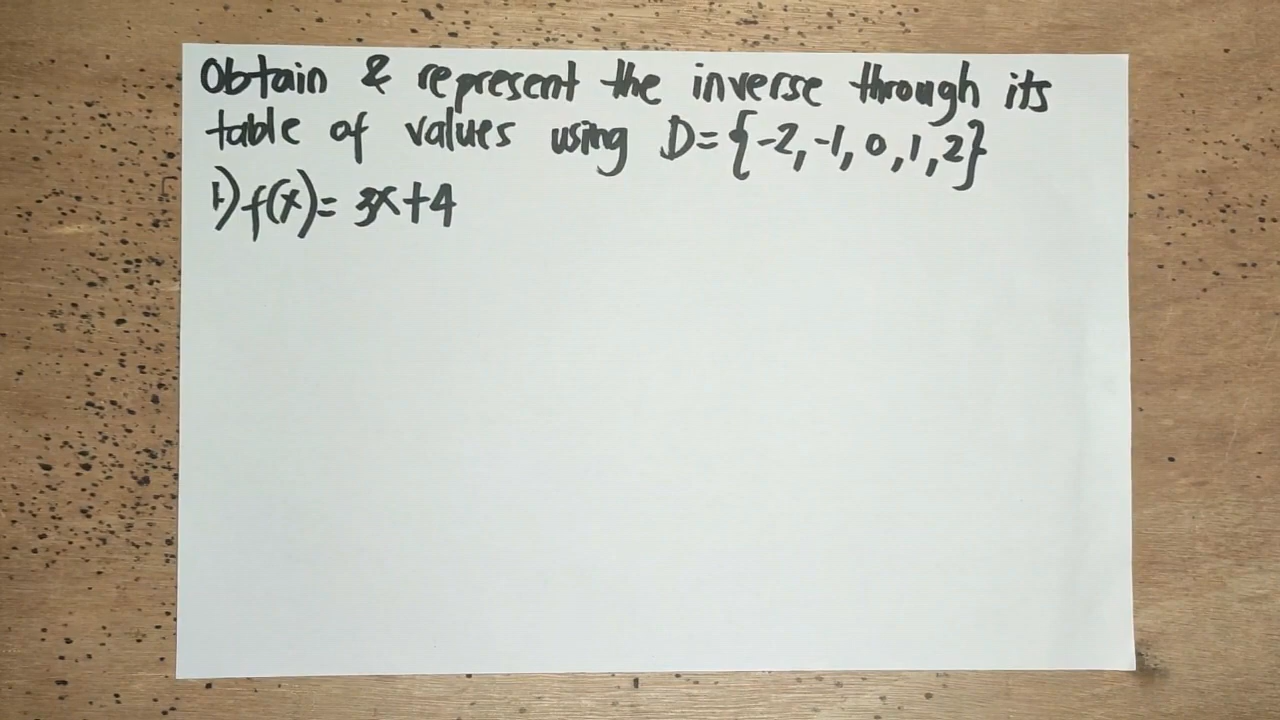 Obtain & represent the inverse through its
table of values using D={-2,-1,0,1,2}
1.) f(x)= 3x+4